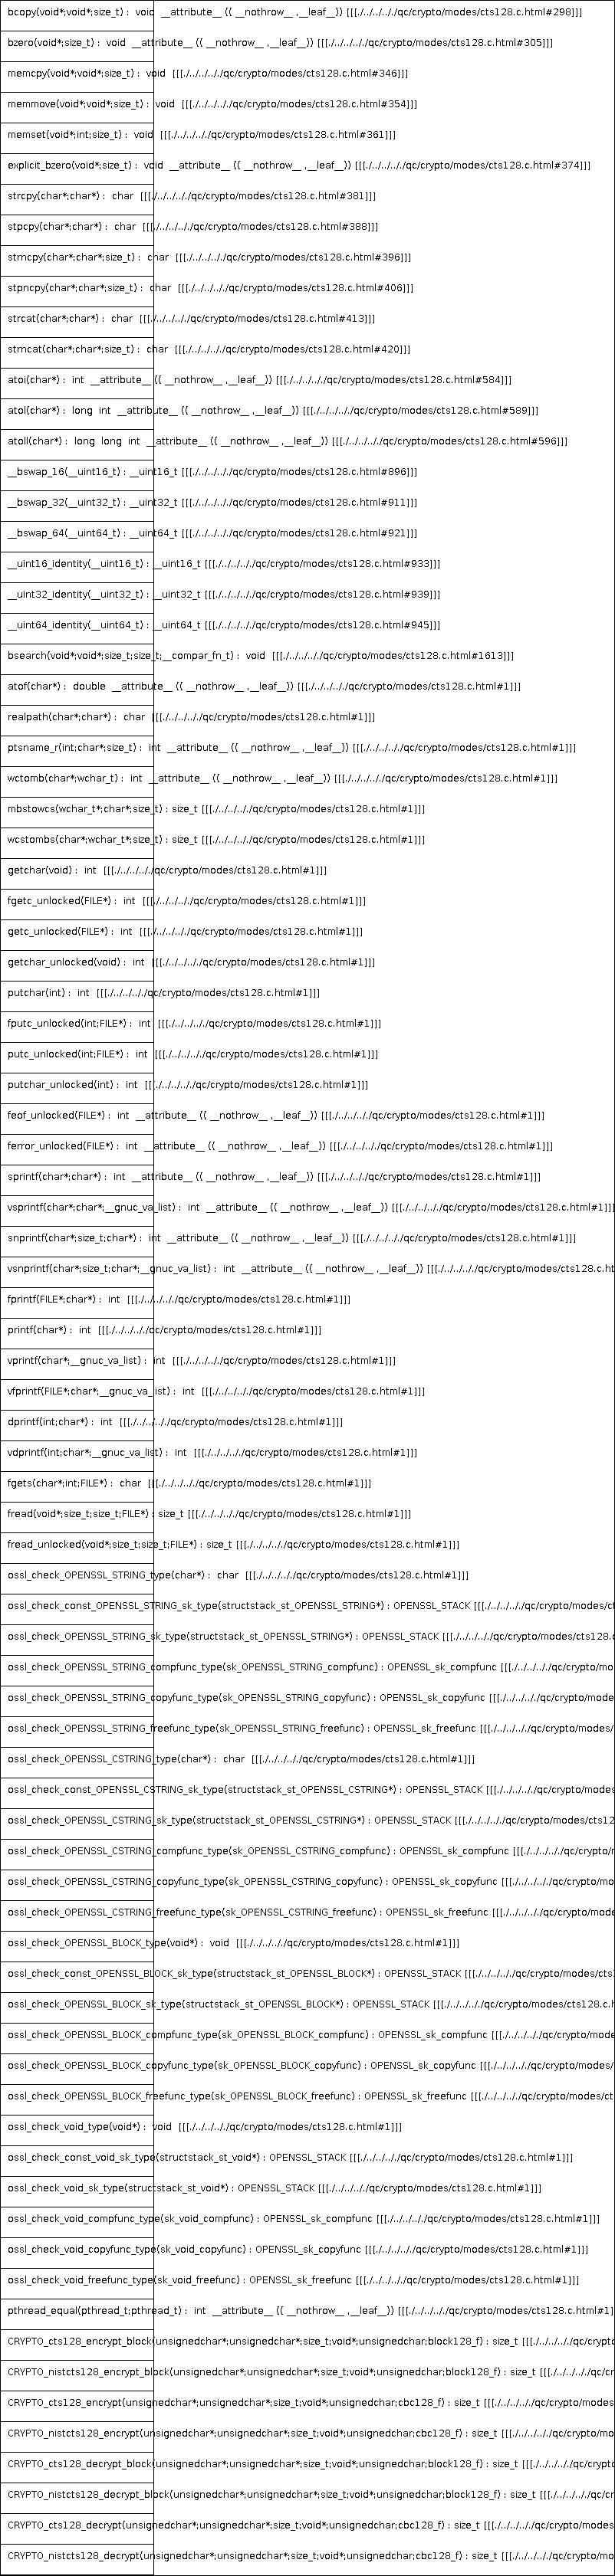 bcopy(void*;void*;size_t) : void __attribute__ (( __nothrow__ ,__leaf__)) [[[./../../../qc/crypto/modes/cts128.c.html#298]]]
bzero(void*;size_t) : void __attribute__ (( __nothrow__ ,__leaf__)) [[[./../../../qc/crypto/modes/cts128.c.html#305]]]
memcpy(void*;void*;size_t) : void [[[./../../../qc/crypto/modes/cts128.c.html#346]]]
memmove(void*;void*;size_t) : void [[[./../../../qc/crypto/modes/cts128.c.html#354]]]
memset(void*;int;size_t) : void [[[./../../../qc/crypto/modes/cts128.c.html#361]]]
explicit_bzero(void*;size_t) : void __attribute__ (( __nothrow__ ,__leaf__)) [[[./../../../qc/crypto/modes/cts128.c.html#374]]]
strcpy(char*;char*) : char [[[./../../../qc/crypto/modes/cts128.c.html#381]]]
stpcpy(char*;char*) : char [[[./../../../qc/crypto/modes/cts128.c.html#388]]]
strncpy(char*;char*;size_t) : char [[[./../../../qc/crypto/modes/cts128.c.html#396]]]
stpncpy(char*;char*;size_t) : char [[[./../../../qc/crypto/modes/cts128.c.html#406]]]
strcat(char*;char*) : char [[[./../../../qc/crypto/modes/cts128.c.html#413]]]
strncat(char*;char*;size_t) : char [[[./../../../qc/crypto/modes/cts128.c.html#420]]]
atoi(char*) : int __attribute__ (( __nothrow__ ,__leaf__)) [[[./../../../qc/crypto/modes/cts128.c.html#584]]]
atol(char*) : long int __attribute__ (( __nothrow__ ,__leaf__)) [[[./../../../qc/crypto/modes/cts128.c.html#589]]]
atoll(char*) : long long int __attribute__ (( __nothrow__ ,__leaf__)) [[[./../../../qc/crypto/modes/cts128.c.html#596]]]
__bswap_16(__uint16_t) : __uint16_t [[[./../../../qc/crypto/modes/cts128.c.html#896]]]
__bswap_32(__uint32_t) : __uint32_t [[[./../../../qc/crypto/modes/cts128.c.html#911]]]
__bswap_64(__uint64_t) : __uint64_t [[[./../../../qc/crypto/modes/cts128.c.html#921]]]
__uint16_identity(__uint16_t) : __uint16_t [[[./../../../qc/crypto/modes/cts128.c.html#933]]]
__uint32_identity(__uint32_t) : __uint32_t [[[./../../../qc/crypto/modes/cts128.c.html#939]]]
__uint64_identity(__uint64_t) : __uint64_t [[[./../../../qc/crypto/modes/cts128.c.html#945]]]
bsearch(void*;void*;size_t;size_t;__compar_fn_t) : void [[[./../../../qc/crypto/modes/cts128.c.html#1613]]]
atof(char*) : double __attribute__ (( __nothrow__ ,__leaf__)) [[[./../../../qc/crypto/modes/cts128.c.html#1]]]
realpath(char*;char*) : char [[[./../../../qc/crypto/modes/cts128.c.html#1]]]
ptsname_r(int;char*;size_t) : int __attribute__ (( __nothrow__ ,__leaf__)) [[[./../../../qc/crypto/modes/cts128.c.html#1]]]
wctomb(char*;wchar_t) : int __attribute__ (( __nothrow__ ,__leaf__)) [[[./../../../qc/crypto/modes/cts128.c.html#1]]]
mbstowcs(wchar_t*;char*;size_t) : size_t [[[./../../../qc/crypto/modes/cts128.c.html#1]]]
wcstombs(char*;wchar_t*;size_t) : size_t [[[./../../../qc/crypto/modes/cts128.c.html#1]]]
getchar(void) : int [[[./../../../qc/crypto/modes/cts128.c.html#1]]]
fgetc_unlocked(FILE*) : int [[[./../../../qc/crypto/modes/cts128.c.html#1]]]
getc_unlocked(FILE*) : int [[[./../../../qc/crypto/modes/cts128.c.html#1]]]
getchar_unlocked(void) : int [[[./../../../qc/crypto/modes/cts128.c.html#1]]]
putchar(int) : int [[[./../../../qc/crypto/modes/cts128.c.html#1]]]
fputc_unlocked(int;FILE*) : int [[[./../../../qc/crypto/modes/cts128.c.html#1]]]
putc_unlocked(int;FILE*) : int [[[./../../../qc/crypto/modes/cts128.c.html#1]]]
putchar_unlocked(int) : int [[[./../../../qc/crypto/modes/cts128.c.html#1]]]
feof_unlocked(FILE*) : int __attribute__ (( __nothrow__ ,__leaf__)) [[[./../../../qc/crypto/modes/cts128.c.html#1]]]
ferror_unlocked(FILE*) : int __attribute__ (( __nothrow__ ,__leaf__)) [[[./../../../qc/crypto/modes/cts128.c.html#1]]]
sprintf(char*;char*) : int __attribute__ (( __nothrow__ ,__leaf__)) [[[./../../../qc/crypto/modes/cts128.c.html#1]]]
vsprintf(char*;char*;__gnuc_va_list) : int __attribute__ (( __nothrow__ ,__leaf__)) [[[./../../../qc/crypto/modes/cts128.c.html#1]]]
snprintf(char*;size_t;char*) : int __attribute__ (( __nothrow__ ,__leaf__)) [[[./../../../qc/crypto/modes/cts128.c.html#1]]]
vsnprintf(char*;size_t;char*;__gnuc_va_list) : int __attribute__ (( __nothrow__ ,__leaf__)) [[[./../../../qc/crypto/modes/cts128.c.ht
fprintf(FILE*;char*) : int [[[./../../../qc/crypto/modes/cts128.c.html#1]]]
printf(char*) : int [[[./../../../qc/crypto/modes/cts128.c.html#1]]]
vprintf(char*;__gnuc_va_list) : int [[[./../../../qc/crypto/modes/cts128.c.html#1]]]
vfprintf(FILE*;char*;__gnuc_va_list) : int [[[./../../../qc/crypto/modes/cts128.c.html#1]]]
dprintf(int;char*) : int [[[./../../../qc/crypto/modes/cts128.c.html#1]]]
vdprintf(int;char*;__gnuc_va_list) : int [[[./../../../qc/crypto/modes/cts128.c.html#1]]]
fgets(char*;int;FILE*) : char [[[./../../../qc/crypto/modes/cts128.c.html#1]]]
fread(void*;size_t;size_t;FILE*) : size_t [[[./../../../qc/crypto/modes/cts128.c.html#1]]]
fread_unlocked(void*;size_t;size_t;FILE*) : size_t [[[./../../../qc/crypto/modes/cts128.c.html#1]]]
ossl_check_OPENSSL_STRING_type(char*) : char [[[./../../../qc/crypto/modes/cts128.c.html#1]]]
ossl_check_const_OPENSSL_STRING_sk_type(structstack_st_OPENSSL_STRING*) : OPENSSL_STACK [[[./../../../qc/crypto/modes/ct
ossl_check_OPENSSL_STRING_sk_type(structstack_st_OPENSSL_STRING*) : OPENSSL_STACK [[[./../../../qc/crypto/modes/cts128.c
ossl_check_OPENSSL_STRING_compfunc_type(sk_OPENSSL_STRING_compfunc) : OPENSSL_sk_compfunc [[[./../../../qc/crypto/mo
ossl_check_OPENSSL_STRING_copyfunc_type(sk_OPENSSL_STRING_copyfunc) : OPENSSL_sk_copyfunc [[[./../../../qc/crypto/mode
ossl_check_OPENSSL_STRING_freefunc_type(sk_OPENSSL_STRING_freefunc) : OPENSSL_sk_freefunc [[[./../../../qc/crypto/modes/
ossl_check_OPENSSL_CSTRING_type(char*) : char [[[./../../../qc/crypto/modes/cts128.c.html#1]]]
ossl_check_const_OPENSSL_CSTRING_sk_type(structstack_st_OPENSSL_CSTRING*) : OPENSSL_STACK [[[./../../../qc/crypto/modes
ossl_check_OPENSSL_CSTRING_sk_type(structstack_st_OPENSSL_CSTRING*) : OPENSSL_STACK [[[./../../../qc/crypto/modes/cts12
ossl_check_OPENSSL_CSTRING_compfunc_type(sk_OPENSSL_CSTRING_compfunc) : OPENSSL_sk_compfunc [[[./../../../qc/crypto/
ossl_check_OPENSSL_CSTRING_copyfunc_type(sk_OPENSSL_CSTRING_copyfunc) : OPENSSL_sk_copyfunc [[[./../../../qc/crypto/mo
ossl_check_OPENSSL_CSTRING_freefunc_type(sk_OPENSSL_CSTRING_freefunc) : OPENSSL_sk_freefunc [[[./../../../qc/crypto/mode
ossl_check_OPENSSL_BLOCK_type(void*) : void [[[./../../../qc/crypto/modes/cts128.c.html#1]]]
ossl_check_const_OPENSSL_BLOCK_sk_type(structstack_st_OPENSSL_BLOCK*) : OPENSSL_STACK [[[./../../../qc/crypto/modes/cts1
ossl_check_OPENSSL_BLOCK_sk_type(structstack_st_OPENSSL_BLOCK*) : OPENSSL_STACK [[[./../../../qc/crypto/modes/cts128.c.h
ossl_check_OPENSSL_BLOCK_compfunc_type(sk_OPENSSL_BLOCK_compfunc) : OPENSSL_sk_compfunc [[[./../../../qc/crypto/mode
ossl_check_OPENSSL_BLOCK_copyfunc_type(sk_OPENSSL_BLOCK_copyfunc) : OPENSSL_sk_copyfunc [[[./../../../qc/crypto/modes/
ossl_check_OPENSSL_BLOCK_freefunc_type(sk_OPENSSL_BLOCK_freefunc) : OPENSSL_sk_freefunc [[[./../../../qc/crypto/modes/ct
ossl_check_void_type(void*) : void [[[./../../../qc/crypto/modes/cts128.c.html#1]]]
ossl_check_const_void_sk_type(structstack_st_void*) : OPENSSL_STACK [[[./../../../qc/crypto/modes/cts128.c.html#1]]]
ossl_check_void_sk_type(structstack_st_void*) : OPENSSL_STACK [[[./../../../qc/crypto/modes/cts128.c.html#1]]]
ossl_check_void_compfunc_type(sk_void_compfunc) : OPENSSL_sk_compfunc [[[./../../../qc/crypto/modes/cts128.c.html#1]]]
ossl_check_void_copyfunc_type(sk_void_copyfunc) : OPENSSL_sk_copyfunc [[[./../../../qc/crypto/modes/cts128.c.html#1]]]
ossl_check_void_freefunc_type(sk_void_freefunc) : OPENSSL_sk_freefunc [[[./../../../qc/crypto/modes/cts128.c.html#1]]]
pthread_equal(pthread_t;pthread_t) : int __attribute__ (( __nothrow__ ,__leaf__)) [[[./../../../qc/crypto/modes/cts128.c.html#1]
CRYPTO_cts128_encrypt_block(unsignedchar*;unsignedchar*;size_t;void*;unsignedchar;block128_f) : size_t [[[./../../../qc/crypto
CRYPTO_nistcts128_encrypt_block(unsignedchar*;unsignedchar*;size_t;void*;unsignedchar;block128_f) : size_t [[[./../../../qc/cr
CRYPTO_cts128_encrypt(unsignedchar*;unsignedchar*;size_t;void*;unsignedchar;cbc128_f) : size_t [[[./../../../qc/crypto/modes
CRYPTO_nistcts128_encrypt(unsignedchar*;unsignedchar*;size_t;void*;unsignedchar;cbc128_f) : size_t [[[./../../../qc/crypto/mo
CRYPTO_cts128_decrypt_block(unsignedchar*;unsignedchar*;size_t;void*;unsignedchar;block128_f) : size_t [[[./../../../qc/crypto
CRYPTO_nistcts128_decrypt_block(unsignedchar*;unsignedchar*;size_t;void*;unsignedchar;block128_f) : size_t [[[./../../../qc/cr
CRYPTO_cts128_decrypt(unsignedchar*;unsignedchar*;size_t;void*;unsignedchar;cbc128_f) : size_t [[[./../../../qc/crypto/modes
CRYPTO_nistcts128_decrypt(unsignedchar*;unsignedchar*;size_t;void*;unsignedchar;cbc128_f) : size_t [[[./../../../qc/crypto/mo